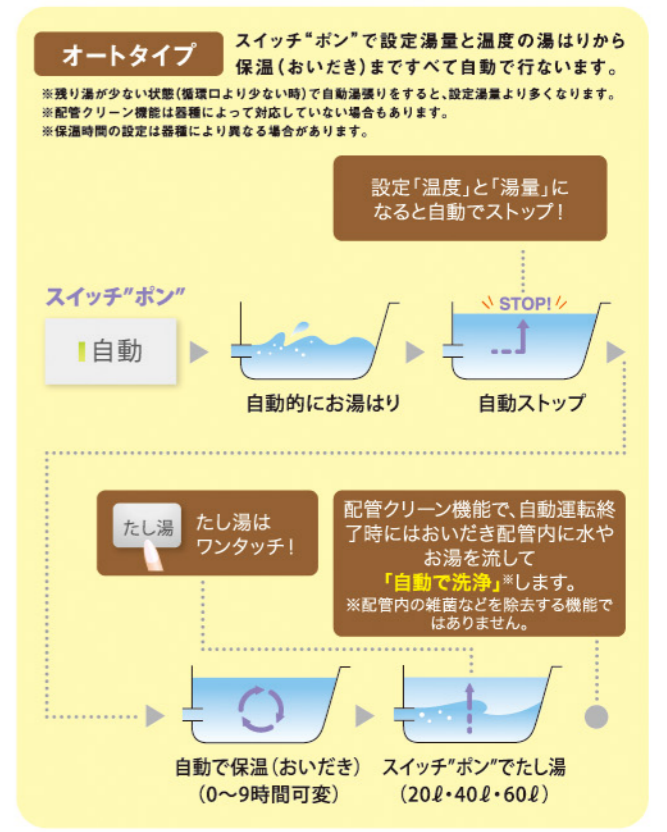 オートタイプ
スイッチ“ポン”で設定湯量と温度の湯はりから
保温(おいだき)まですべて自動で行ないます。
※残り湯が少ない状態(循環口より少ない時)で自動湯張りをすると、設定湯量より多くなります。
※配管クリーン機能は器種によって対応していない場合もあります。
※保温時間の設定は器種により異なる場合があります。
設定「温度」と「湯量」に
なると自動でストップ!
スイッチ”ポン”
自動
STOP!
自動的にお湯はり
自動ストップ
たし湯
たし湯は
ワンタッチ!
配管クリーン機能で、自動運転終
了時にはおいだき配管内に水や
お湯を流して
「自動で洗浄」※します。
※配管内の雑菌などを除去する機能で
はありません。
自動で保温(おいだき)
(0〜9時間可変)
スイッチ”ポン”でたし湯
(20ℓ・40ℓ・60ℓ)